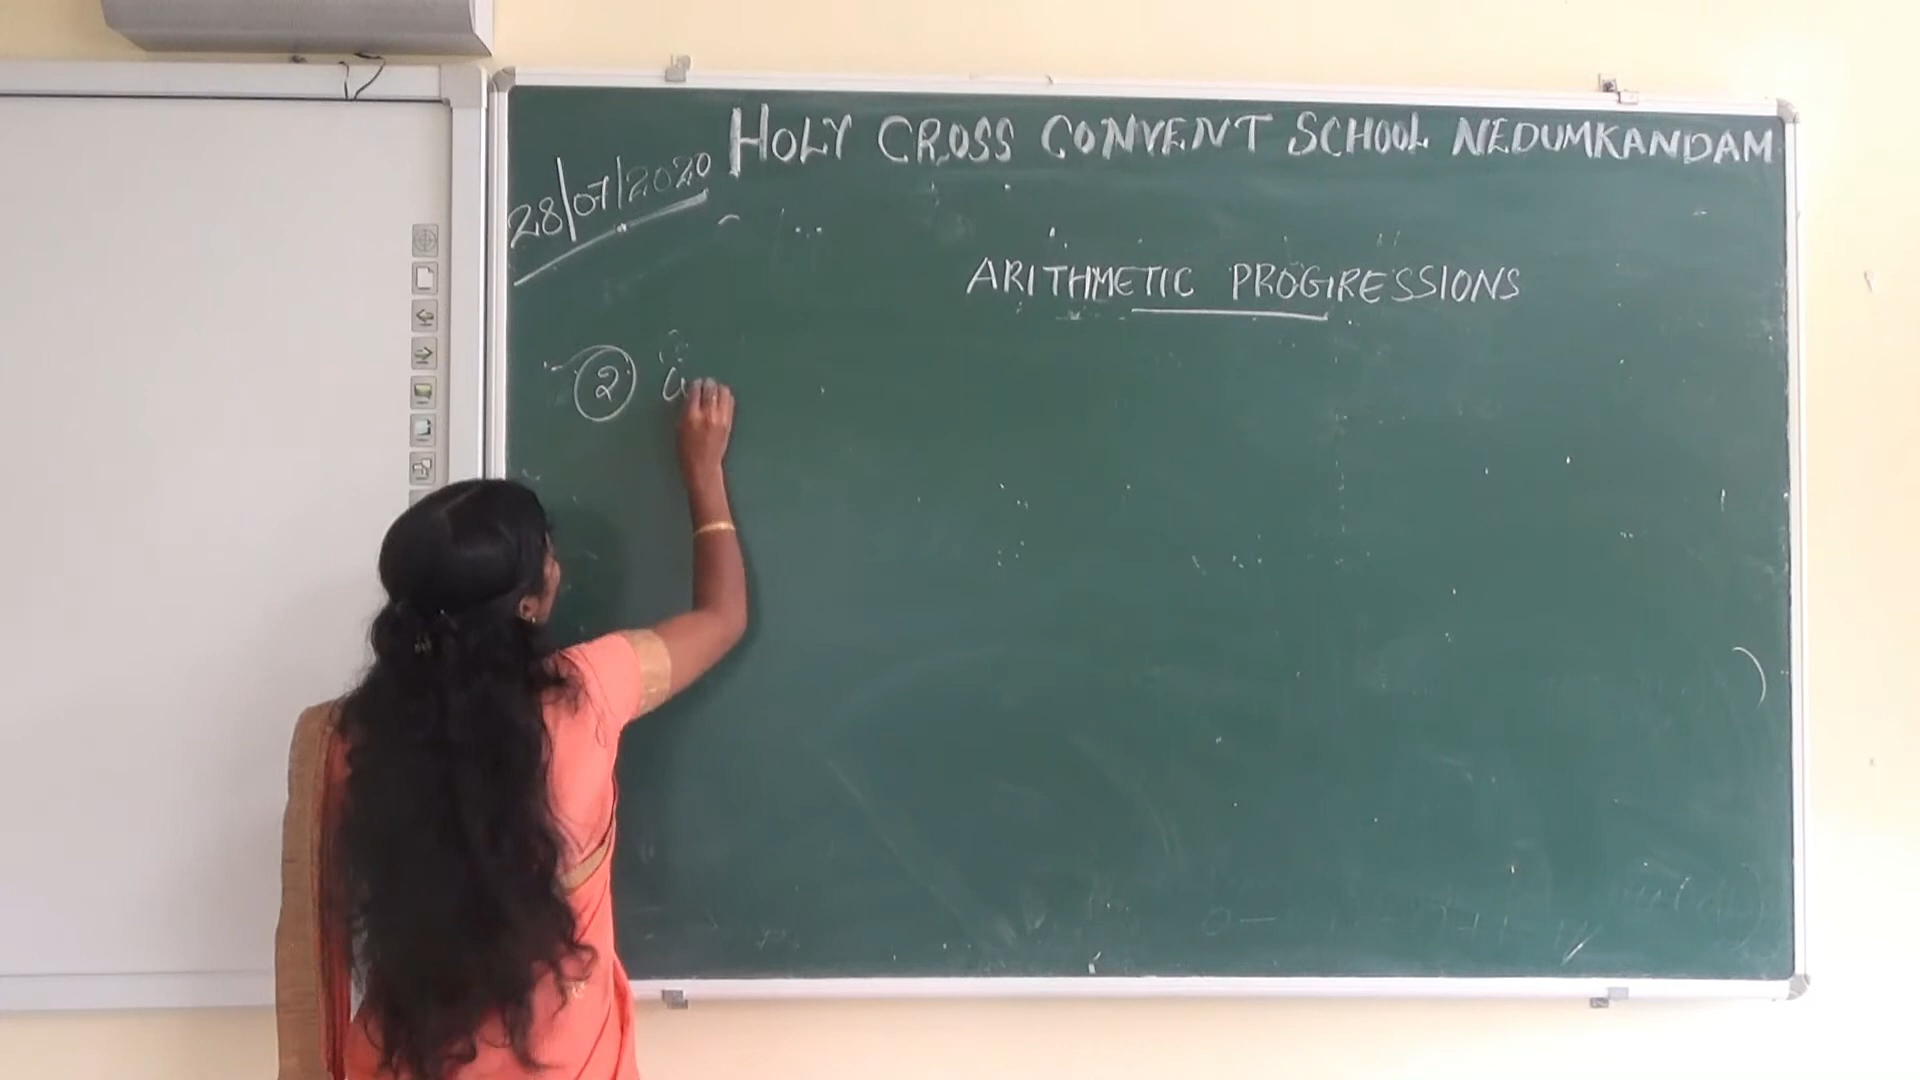 HOLY CROSS CONVENT SCHOOL NEDUMKANDAM
28/07/2020
ARITHMETIC PROGRESSIONS
2